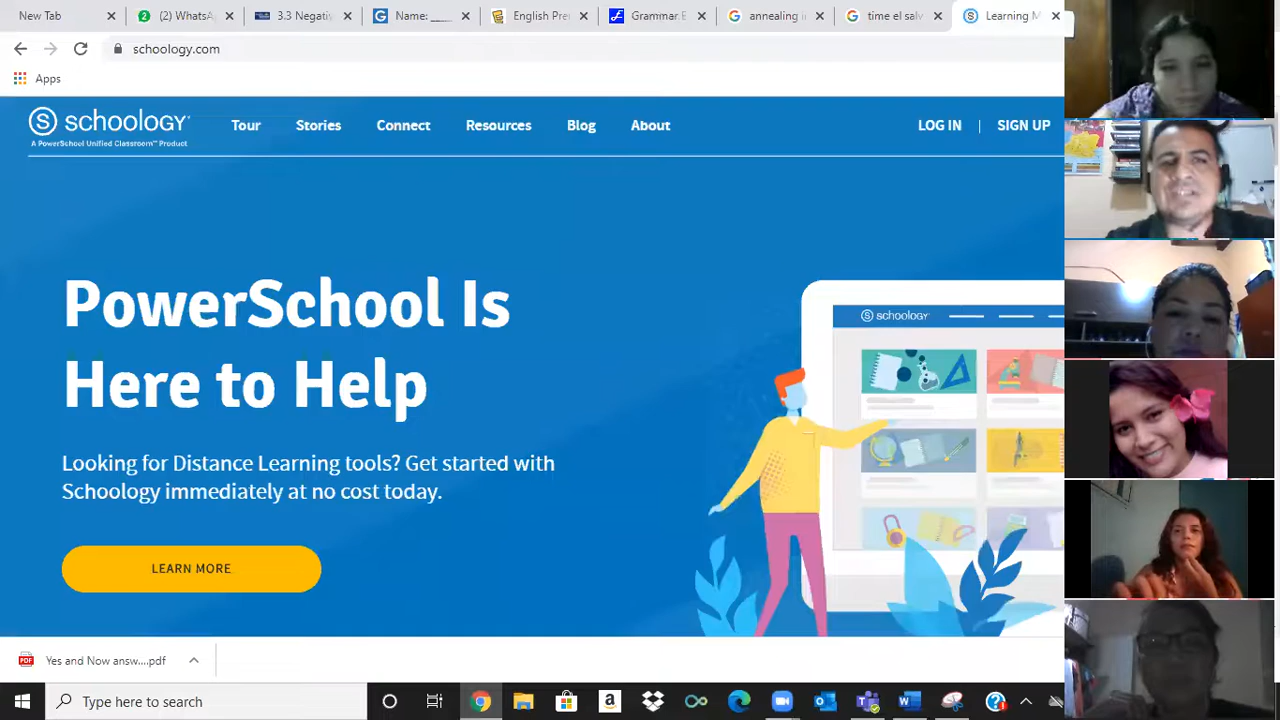 New Tab
(2) WhatsA
3.3 Negativ
Name: ____
English Pre
Grammar.E
annealing i
time el salv
Learning M
schoology.com
Apps
schoology
A PowerSchool Unified Classroom™ Product
Tour
Stories
Connect
Resources
Blog
About
LOG IN | SIGN UP
PowerSchool Is
Here to Help
schoology
Looking for Distance Learning tools? Get started with
Schoology immediately at no cost today.
LEARN MORE
Yes and Now answ....pdf
Type here to search